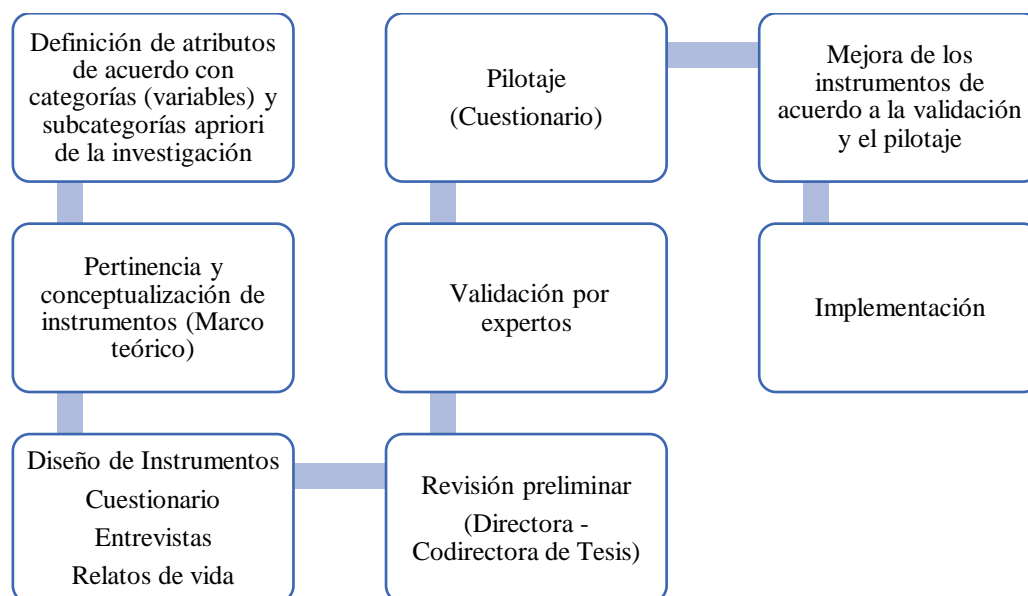 Definición de atributos
de acuerdo con
categorías (variables) y
subcategorías apriori
de la investigación
Pertinencia y
conceptualización de
instrumentos (Marco
teórico)
Diseño de Instrumentos
Cuestionario
Entrevistas
Relatos de vida
Revisión preliminar
(Directora -
Codirectora de Tesis)
Validación por
expertos
Pilotaje
(Cuestionario)
Mejora de los
instrumentos de
acuerdo a la validación
y el pilotaje
Implementación